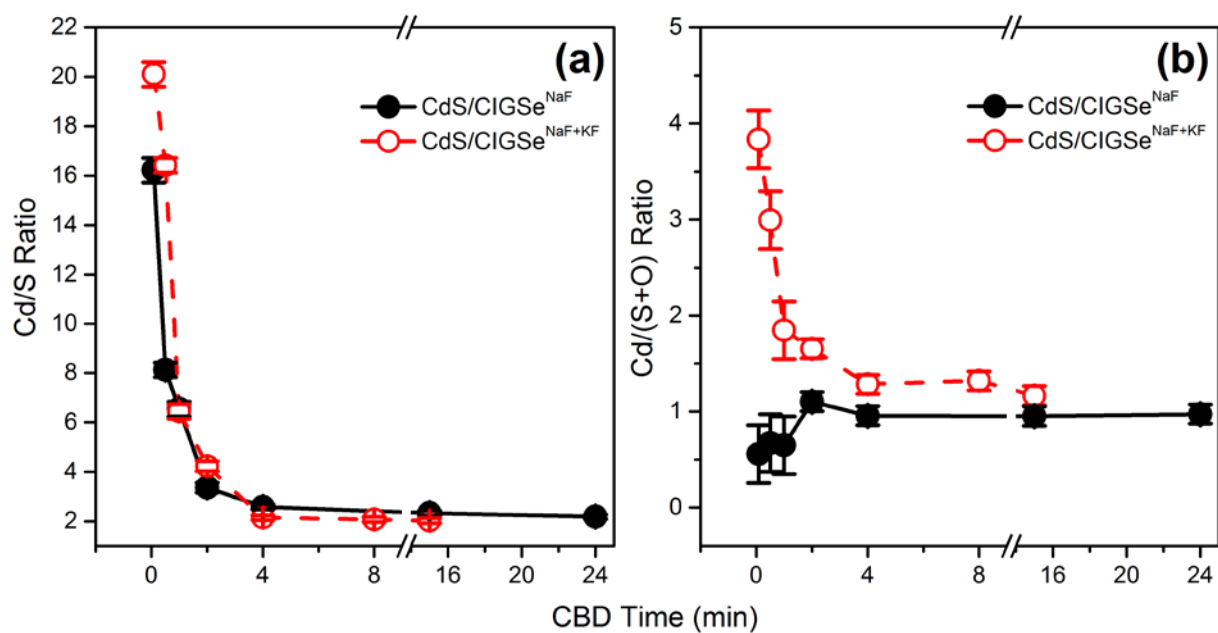 (a)
CdS/CIGSe^NaF
CdS/CIGSe^NaF+KF
Cd/S Ratio
22
20
18
16
14
12
10
8
6
4
2
0 4 8 16 20 24
(b)
CdS/CIGSe^NaF
CdS/CIGSe^NaF+KF
Cd/(S+O) Ratio
5
4
3
2
1
0
0 4 8 16 20 24
CBD Time (min)